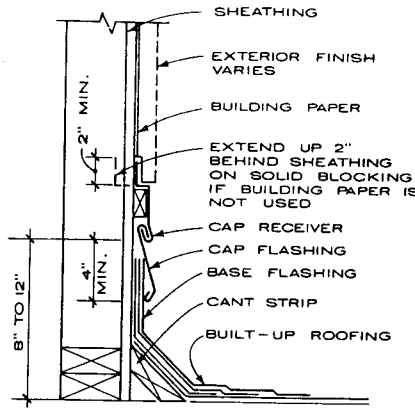 SHEATHING
EXTERIOR FINISH
VARIES
BUILDING PAPER
2" MIN.
EXTEND UP 2"
BEHIND SHEATHING
ON SOLID BLOCKING
IF BUILDING PAPER IS
NOT USED
CAP RECEIVER
CAP FLASHING
4"
MIN.
BASE FLASHING
8" TO 12"
CANT STRIP
BUILT-UP ROOFING